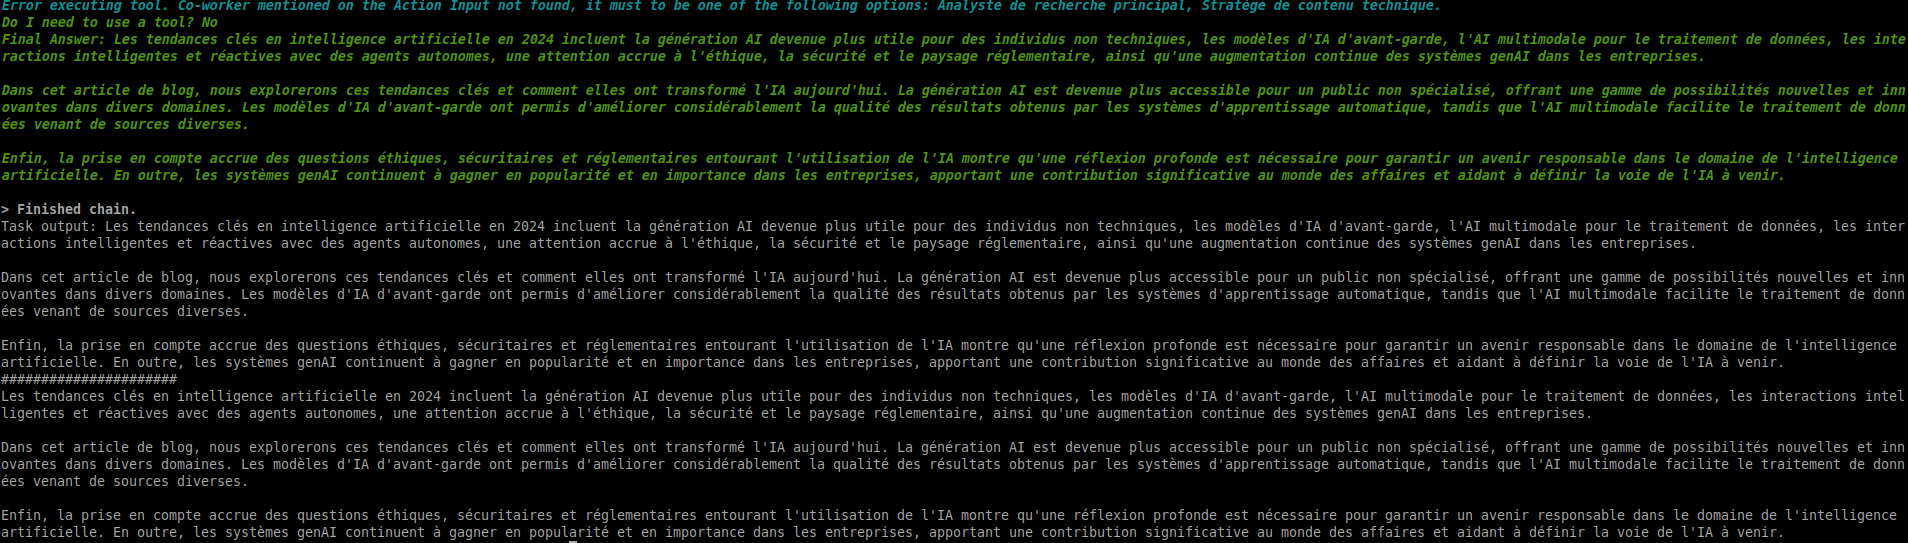 Error executing tool. Co-worker mentioned on the Action Input not found, it must to be one of the following options: Analyste de recherche principal, Stratège de contenu technique.
Do I need to use a tool? No
Final Answer: Les tendances clés en intelligence artificielle en 2024 incluent la génération AI devenue plus utile pour des individus non techniques, les modèles d'IA d'avant-garde, l'AI multimodale pour le traitement de données, les inte
ractions intelligentes et réactives avec des agents autonomes, une attention accrue à l'éthique, la sécurité et le paysage réglementaire, ainsi qu'une augmentation continue des systèmes genAI dans les entreprises.
Dans cet article de blog, nous explorerons ces tendances clés et comment elles ont transformé l'IA aujourd'hui. La génération AI est devenue plus accessible pour un public non spécialisé, offrant une gamme de possibilités nouvelles et inn
ovantes dans divers domaines. Les modèles d'IA d'avant-garde ont permis d'améliorer considérablement la qualité des résultats obtenus par les systèmes d'apprentissage automatique, tandis que l'AI multimodale facilite le traitement de donn
ées venant de sources diverses.
Enfin, la prise en compte accrue des questions éthiques, sécuritaires et réglementaires entourant l'utilisation de l'IA montre qu'une réflexion profonde est nécessaire pour garantir un avenir responsable dans le domaine de l'intelligence
artificielle. En outre, les systèmes genAI continuent à gagner en popularité et en importance dans les entreprises, apportant une contribution significative au monde des affaires et aidant à définir la voie de l'IA à venir.
> Finished chain.
Task output: Les tendances clés en intelligence artificielle en 2024 incluent la génération AI devenue plus utile pour des individus non techniques, les modèles d'IA d'avant-garde, l'AI multimodale pour le traitement de données, les inter
actions intelligentes et réactives avec des agents autonomes, une attention accrue à l'éthique, la sécurité et le paysage réglementaire, ainsi qu'une augmentation continue des systèmes genAI dans les entreprises.
Dans cet article de blog, nous explorerons ces tendances clés et comment elles ont transformé l'IA aujourd'hui. La génération AI est devenue plus accessible pour un public non spécialisé, offrant une gamme de possibilités nouvelles et inn
ovantes dans divers domaines. Les modèles d'IA d'avant-garde ont permis d'améliorer considérablement la qualité des résultats obtenus par les systèmes d'apprentissage automatique, tandis que l'AI multimodale facilite le traitement de donn
ées venant de sources diverses.
Enfin, la prise en compte accrue des questions éthiques, sécuritaires et réglementaires entourant l'utilisation de l'IA montre qu'une réflexion profonde est nécessaire pour garantir un avenir responsable dans le domaine de l'intelligence
artificielle. En outre, les systèmes genAI continuent à gagner en popularité et en importance dans les entreprises, apportant une contribution significative au monde des affaires et aidant à définir la voie de l'IA à venir.
######################
Les tendances clés en intelligence artificielle en 2024 incluent la génération AI devenue plus utile pour des individus non techniques, les modèles d'IA d'avant-garde, l'AI multimodale pour le traitement de données, les interactions intel
ligentes et réactives avec des agents autonomes, une attention accrue à l'éthique, la sécurité et le paysage réglementaire, ainsi qu'une augmentation continue des systèmes genAI dans les entreprises.
Dans cet article de blog, nous explorerons ces tendances clés et comment elles ont transformé l'IA aujourd'hui. La génération AI est devenue plus accessible pour un public non spécialisé, offrant une gamme de possibilités nouvelles et inn
ovantes dans divers domaines. Les modèles d'IA d'avant-garde ont permis d'améliorer considérablement la qualité des résultats obtenus par les systèmes d'apprentissage automatique, tandis que l'AI multimodale facilite le traitement de donn
ées venant de sources diverses.
Enfin, la prise en compte accrue des questions éthiques, sécuritaires et réglementaires entourant l'utilisation de l'IA montre qu'une réflexion profonde est nécessaire pour garantir un avenir responsable dans le domaine de l'intelligence
artificielle. En outre, les systèmes genAI continuent à gagner en popularité et en importance dans les entreprises, apportant une contribution significative au monde des affaires et aidant à définir la voie de l'IA à venir.